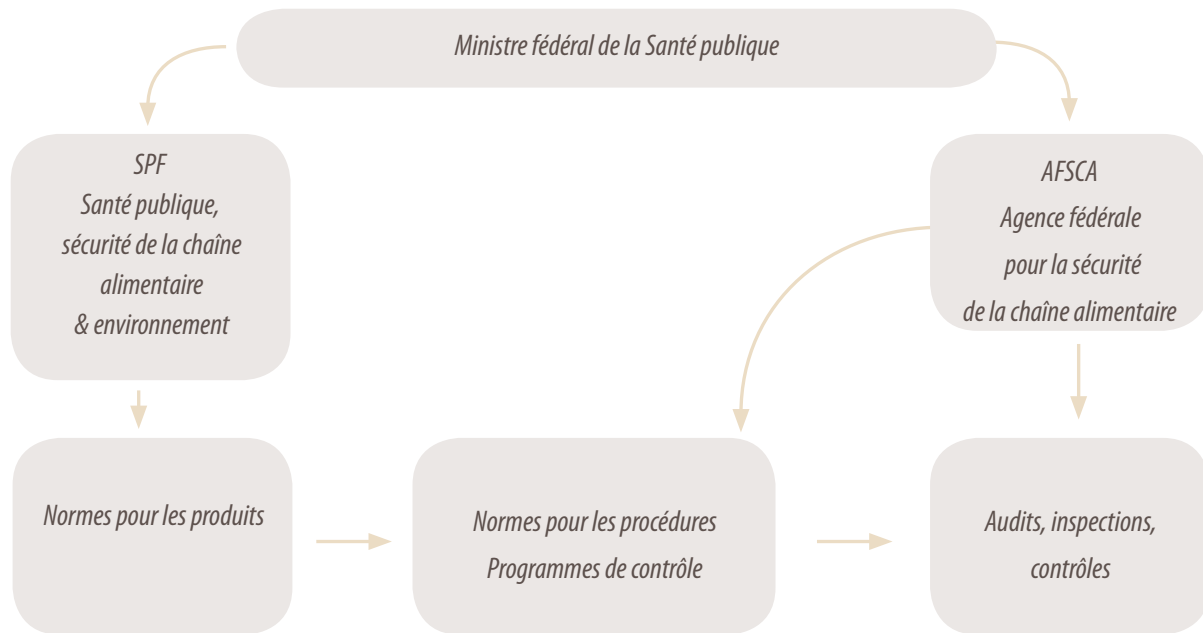 Ministre fédéral de la Santé publique
SPF
Santé publique,
sécurité de la chaîne
alimentaire
& environnement
AFSCA
Agence fédérale
pour la sécurité
de la chaîne alimentaire
Normes pour les produits
Normes pour les procédures
Programmes de contrôle
Audits, inspections,
contrôles